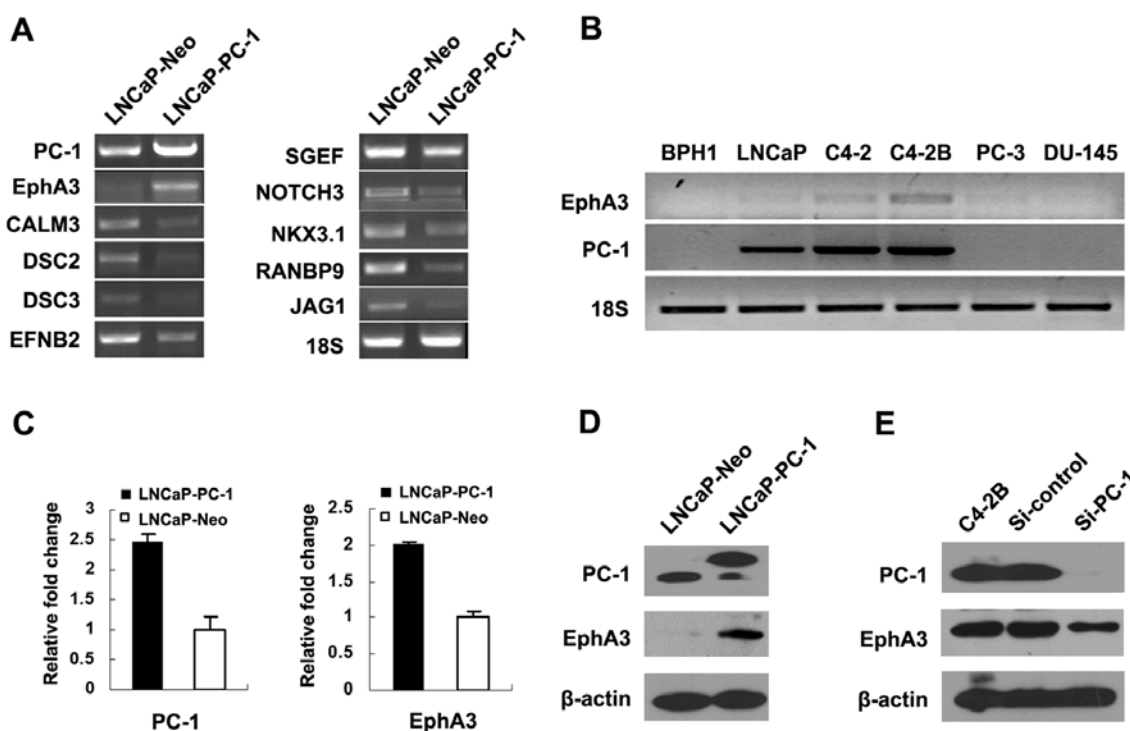 A
LNCaP-Neo
LNCaP-PC-1
PC-1
EphA3
CALM3
DSC2
DSC3
EFNB2
LNCaP-Neo
LNCaP-PC-1
SGEF
NOTCH3
NKX3.1
RANBP9
JAG1
18S
B
BPH1 LNCaP C4-2 C4-2B PC-3 DU-145
EphA3
PC-1
18S
C
Relative fold change
3
2.5
2
1.5
1
0.5
0
LNCaP-PC-1
LNCaP-Neo
PC-1
Relative fold change
2.5
2
1.5
1
0.5
0
LNCaP-PC-1
LNCaP-Neo
EphA3
D
LNCaP-Neo
LNCaP-PC-1
PC-1
EphA3
β-actin
E
C4-2B
Si-control
Si-PC-1
PC-1
EphA3
β-actin